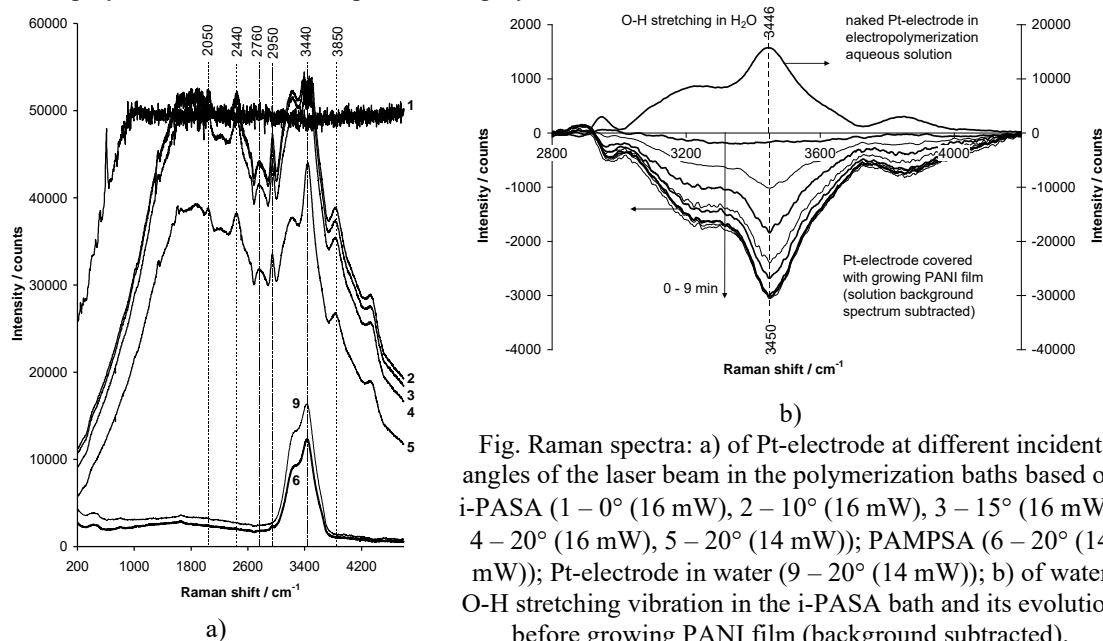 60000
50000
40000
30000
20000
10000
0
Intensity / counts
2050
2440
2760
2950
3440
3850
1
2
3
4
5
9
6
200
1000
1800
2600
3400
4200
Raman shift / cm-1
a)
2000
1000
0
-1000
-2000
-3000
-4000
Intensity / counts
O-H stretching in H2O
3446
naked Pt-electrode in
electropolymerization
aqueous solution
20000
10000
0
-10000
-20000
-30000
-40000
Intensity / counts
2800
3200
3600
4000
0 - 9 min
3450
Pt-electrode covered
with growing PANI film
(solution background
spectrum subtracted)
Raman shift / cm-1
b)
Fig. Raman spectra: a) of Pt-electrode at different incident
angles of the laser beam in the polymerization baths based o
i-PASA (1 – 0° (16 mW), 2 – 10° (16 mW), 3 – 15° (16 mW
4 – 20° (16 mW), 5 – 20° (14 mW)); PAMPSA (6 – 20° (14
mW)); Pt-electrode in water (9 – 20° (14 mW)); b) of water
O-H stretching vibration in the i-PASA bath and its evolution
before growing PANI film (background subtracted).